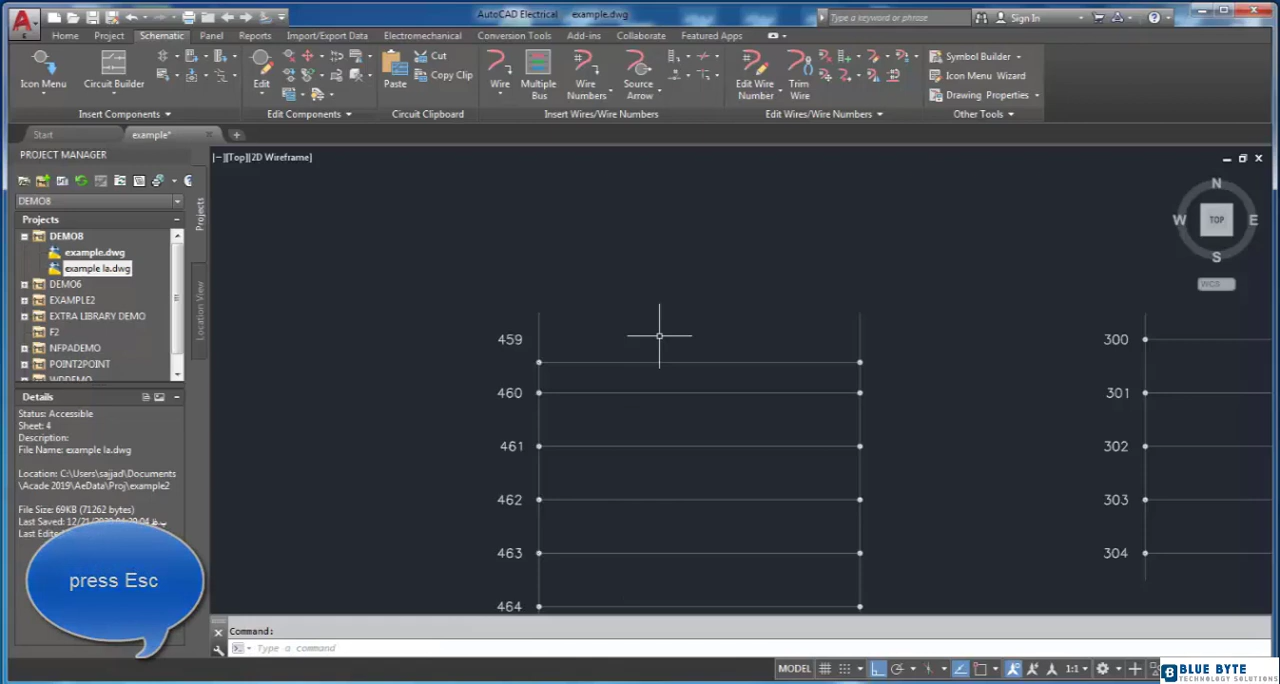 AutoCAD Electrical example.dwg
Type a keyword or phrase
Sign In
Home Project Schematic Panel Reports Import/Export Data Electromechanical Conversion Tools Add-ins Collaborate Featured Apps
Icon Menu
Circuit Builder
Edit
Paste
Cut
Copy Clip
Wire
Multiple Bus
Wire Numbers
Source Arrow
Edit Wire Number
Trim Wire
Symbol Builder
Icon Menu Wizard
Drawing Properties
Insert Components
Edit Components
Circuit Clipboard
Insert Wires/Wire Numbers
Edit Wires/Wire Numbers
Other Tools
Start
example*
PROJECT MANAGER
[−][Top][2D Wireframe]
DEMO8
Projects
DEMO8
example.dwg
example la.dwg
DEMO6
EXAMPLE2
EXTRA LIBRARY DEMO
F2
NFPADEMO
POINT2POINT
WDDEMO
Projects
Location View
Details
Status: Accessible
Sheet: 4
Description:
File Name: example la.dwg
Location: C:\Users\sajjad\Documents
\Acade 2019\AeData\Proj\example2
File Size: 69KB (71262 bytes)
press Esc
N
W
TOP
E
S
WCS
459
460
461
462
463
464
300
301
302
303
304
Command:
Type a command
MODEL
1:1
BLUE BYTE
TECHNOLOGY SOLUTIONS